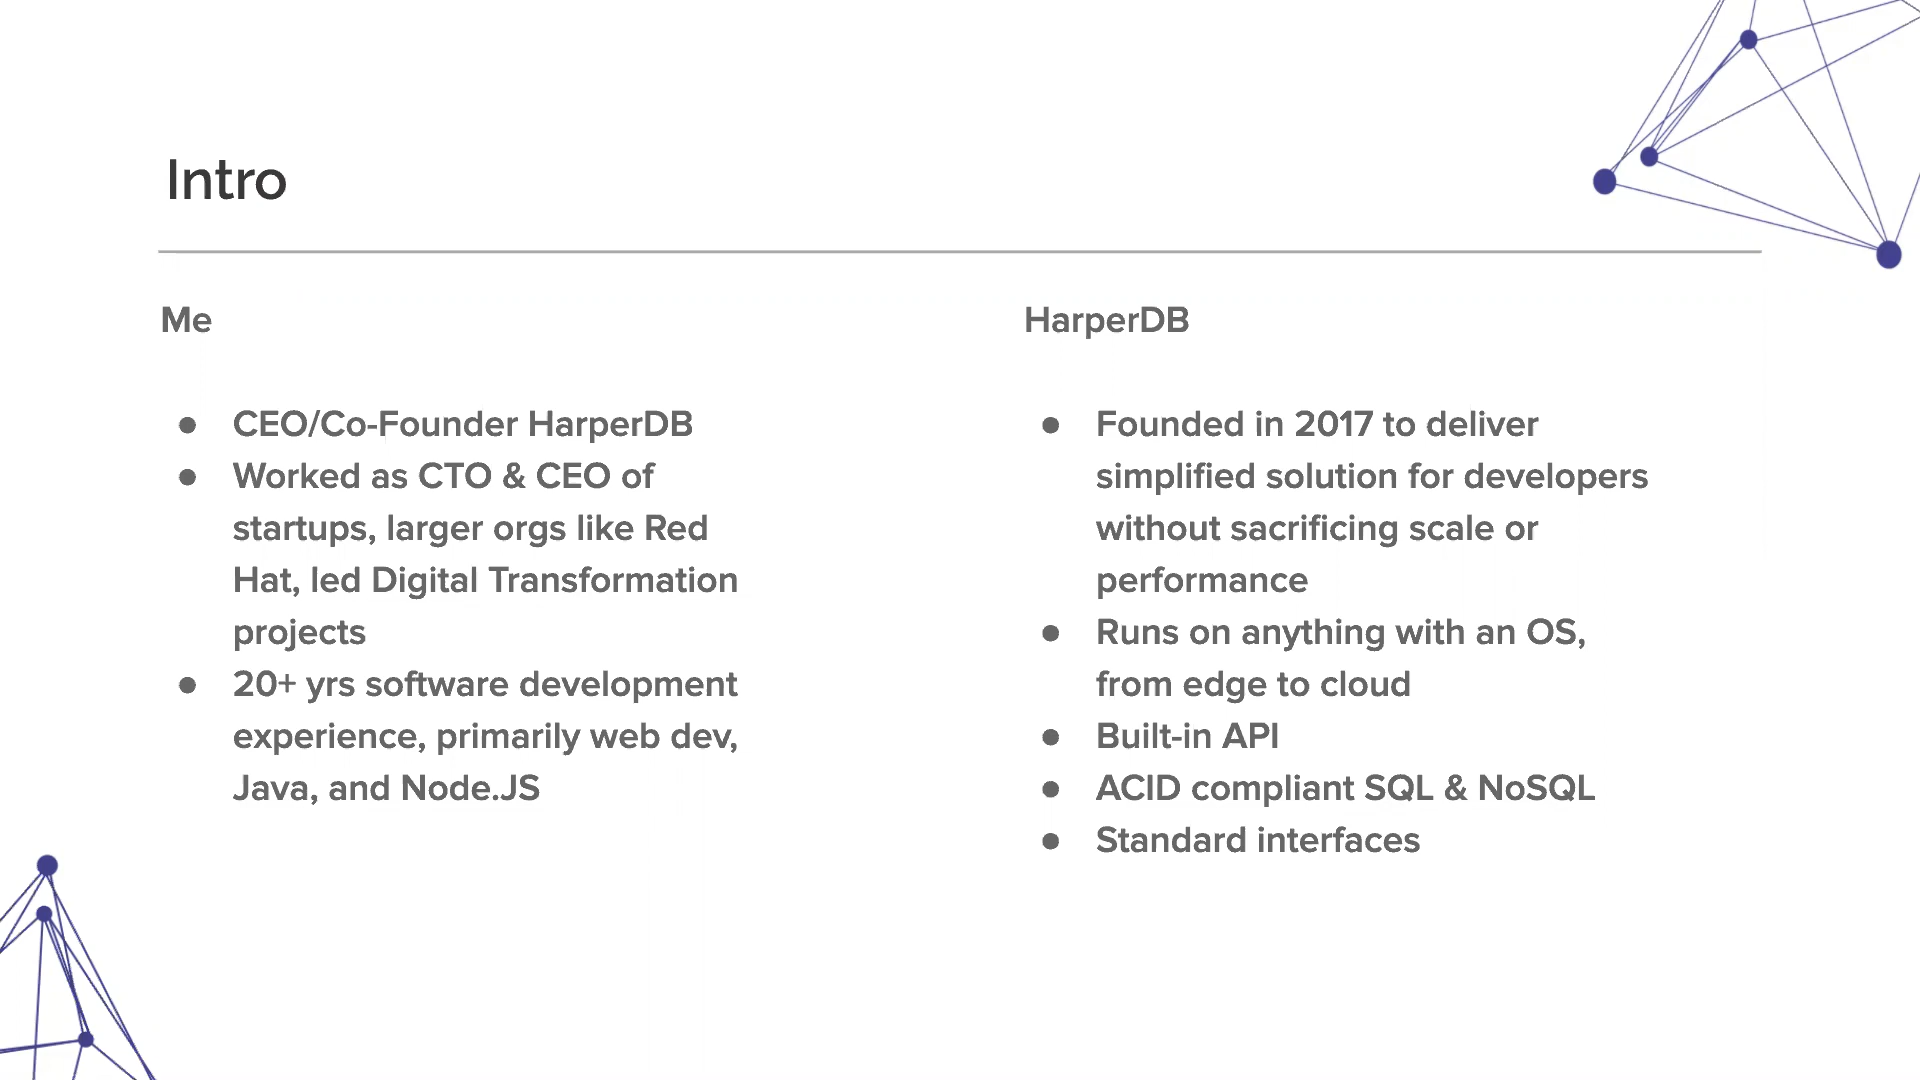 Intro
Me
● CEO/Co-Founder HarperDB
● Worked as CTO & CEO of
startups, larger orgs like Red
Hat, led Digital Transformation
projects
● 20+ yrs software development
experience, primarily web dev,
Java, and Node.JS
HarperDB
● Founded in 2017 to deliver
simplified solution for developers
without sacrificing scale or
performance
● Runs on anything with an OS,
from edge to cloud
● Built-in API
● ACID compliant SQL & NoSQL
● Standard interfaces